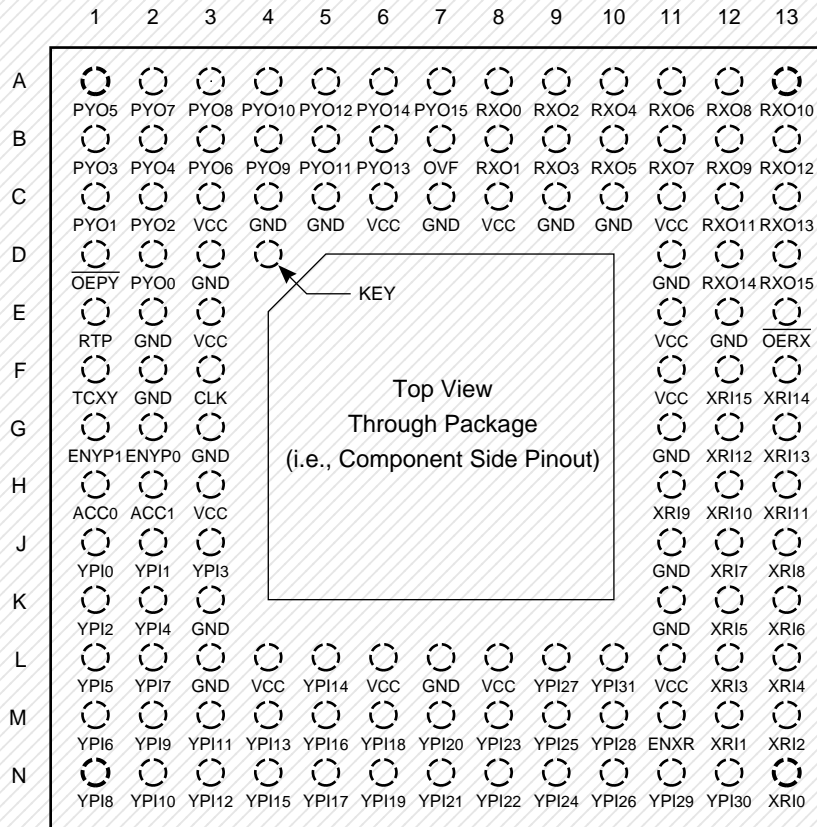 1 2 3 4 5 6 7 8 9 10 11 12 13
A
PYO5 PYO7 PYO8 PYO10 PYO12 PYO14 PYO15 RXO0 RXO2 RXO4 RXO6 RXO8 RXO10
B
PYO3 PYO4 PYO6 PYO9 PYO11 PYO13 OVF RXO1 RXO3 RXO5 RXO7 RXO9 RXO12
C
PYO1 PYO2 VCC GND GND VCC GND VCC GND GND VCC RXO11 RXO13
D
OEPY PYO0 GND GND RXO14 RXO15
KEY
E
RTP GND VCC VCC GND OERX
F
TCXY GND CLK VCC XRI15 XRI14
Top View
G
Through Package
ENYP1 ENYP0 GND GND XRI12 XRI13
(i.e., Component Side Pinout)
H
ACC0 ACC1 VCC XRI9 XRI10 XRI11
J
YPI0 YPI1 YPI3 GND XRI7 XRI8
K
YPI2 YPI4 GND GND XRI5 XRI6
L
YPI5 YPI7 GND VCC YPI14 VCC GND VCC YPI27 YPI31 VCC XRI3 XRI4
M
YPI6 YPI9 YPI11 YPI13 YPI16 YPI18 YPI20 YPI23 YPI25 YPI28 ENXR XRI1 XRI2
N
YPI8 YPI10 YPI12 YPI15 YPI17 YPI19 YPI21 YPI22 YPI24 YPI26 YPI29 YPI30 XRI0